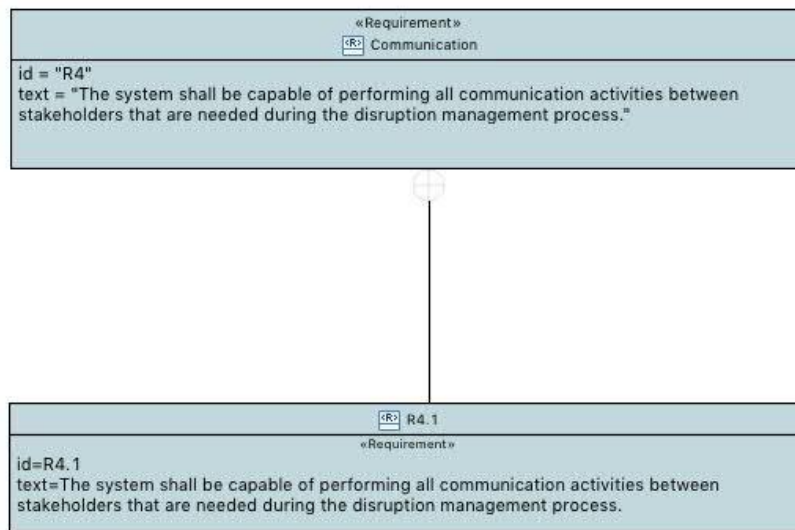 «Requirement»
<R> Communication
id = "R4"
text = "The system shall be capable of performing all communication activities between
stakeholders that are needed during the disruption management process."
<R> R4.1
«Requirement»
id=R4.1
text=The system shall be capable of performing all communication activities between
stakeholders that are needed during the disruption management process.